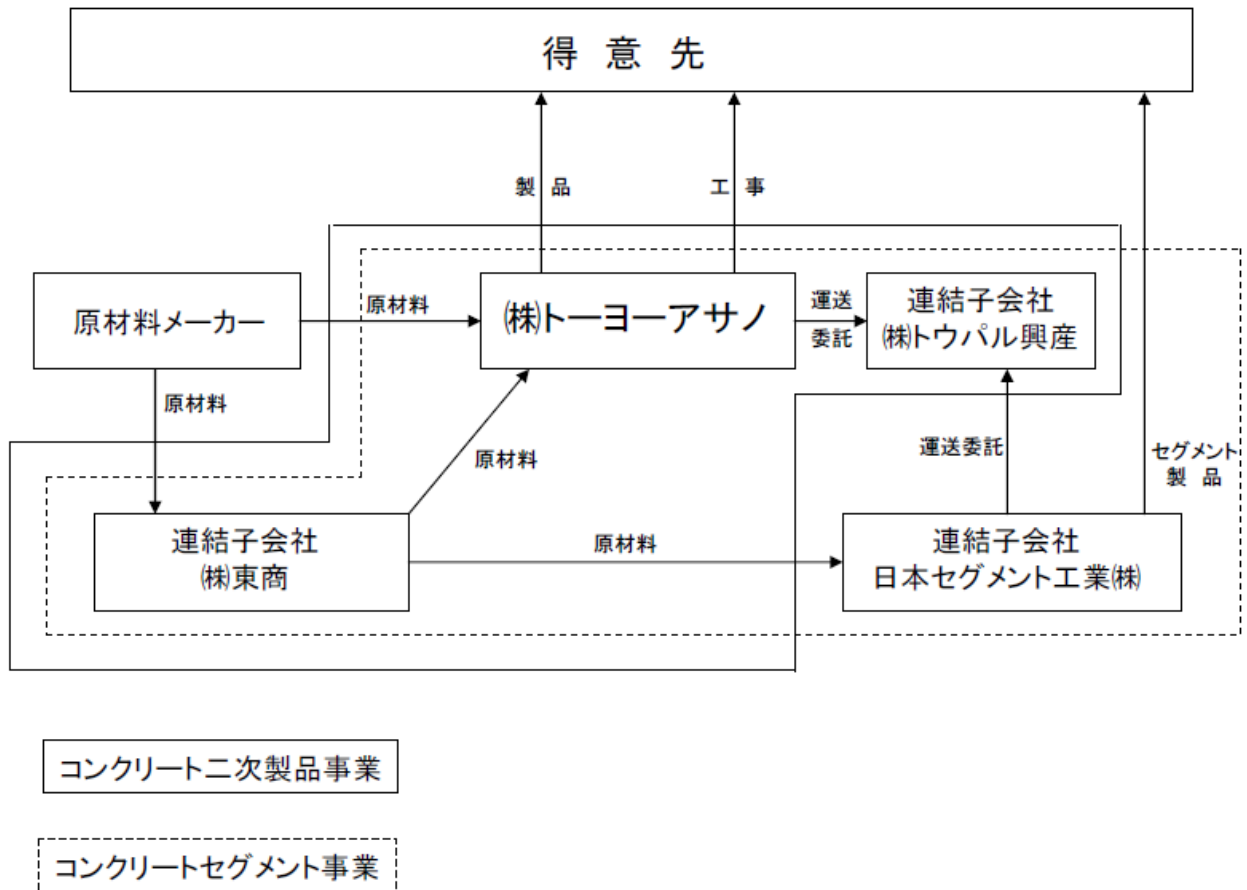 得意先
製品
工事
原材料メーカー
原材料
㈱トーヨーアサノ
運送
委託
連結子会社
㈱トウパル興産
原材料
原材料
運送委託
セグメント
製品
連結子会社
㈱東商
原材料
連結子会社
日本セグメント工業㈱
コンクリート二次製品事業
コンクリートセグメント事業